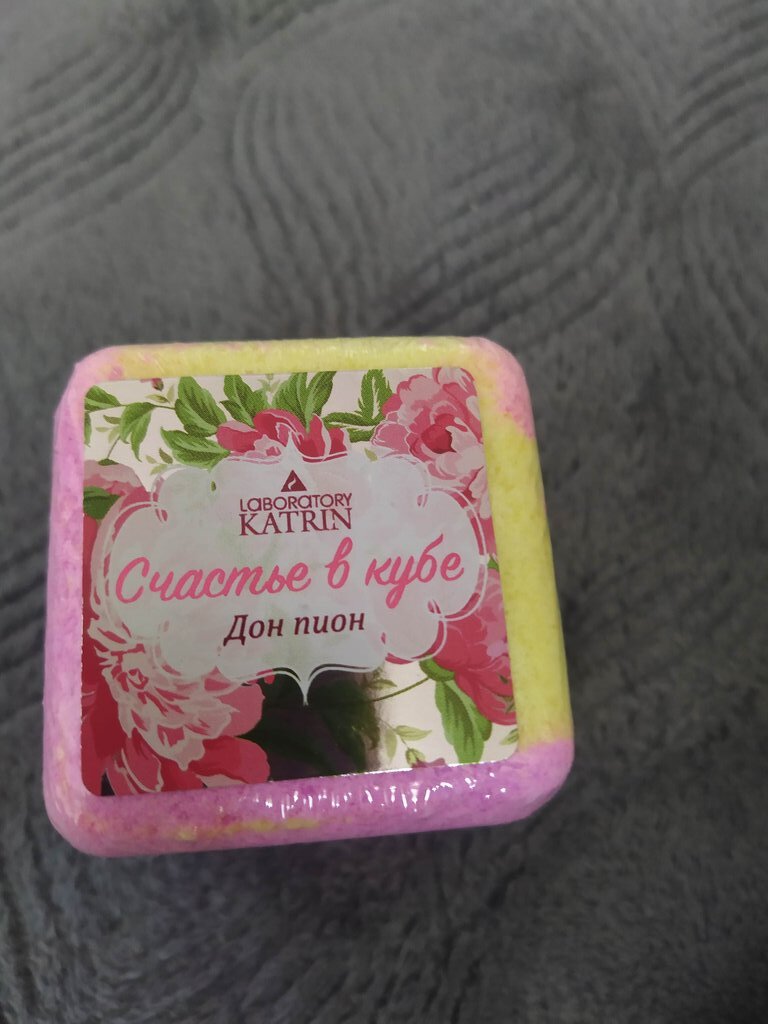 LABORATORY
KATRIN
Счастье в кубе
Дон пион